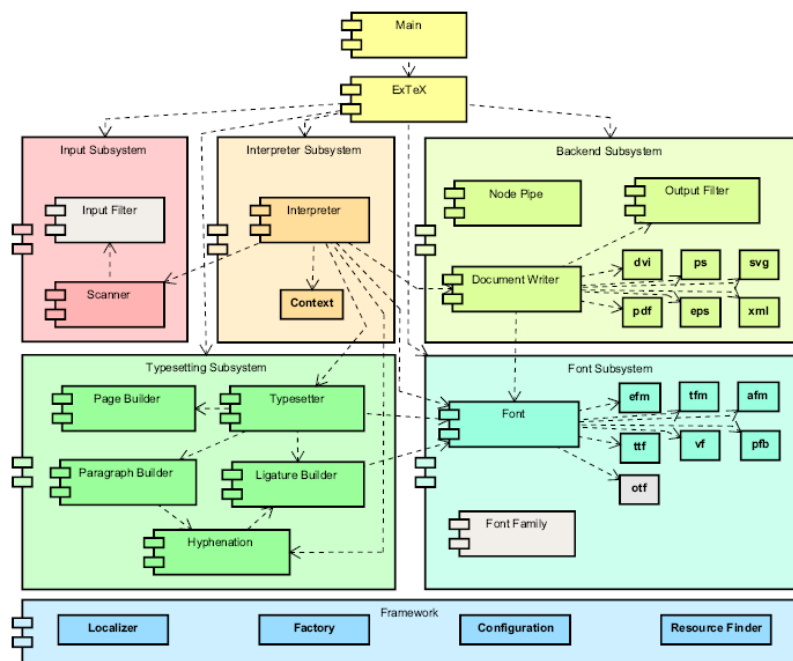 Main
ExTeX
Input Subsystem
Interpreter Subsystem
Backend Subsystem
Input Filter
Interpreter
Node Pipe
Output Filter
Scanner
Context
Document Writer
dvi
ps
svg
pdf
eps
xml
Typesetting Subsystem
Font Subsystem
Page Builder
Typesetter
Font
efm
tfm
afm
ttf
vf
pfb
Paragraph Builder
Ligature Builder
otf
Hyphenation
Font Family
Framework
Localizer
Factory
Configuration
Resource Finder